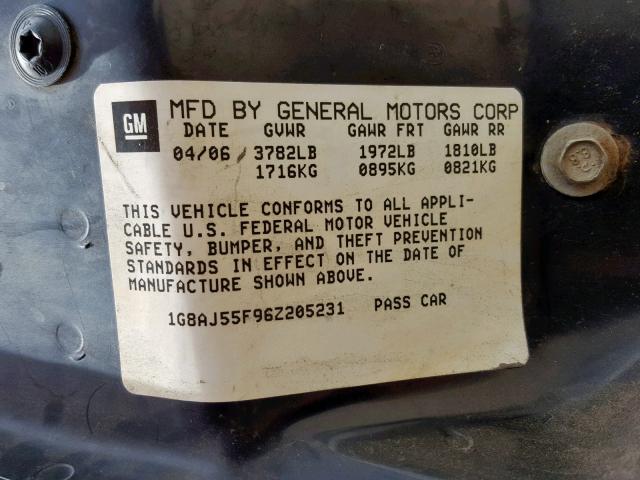 GM MFD BY GENERAL MOTORS CORP
DATE GVWR GAWR FRT GAWR RR
04/06 3782LB 1972LB 1810LB
1716KG 0895KG 0821KG
THIS VEHICLE CONFORMS TO ALL APPLI-
CABLE U.S. FEDERAL MOTOR VEHICLE
SAFETY, BUMPER, AND THEFT PREVENTION
STANDARDS IN EFFECT ON THE DATE OF
MANUFACTURE SHOWN ABOVE.
1G8AJ55F96Z205231 PASS CAR